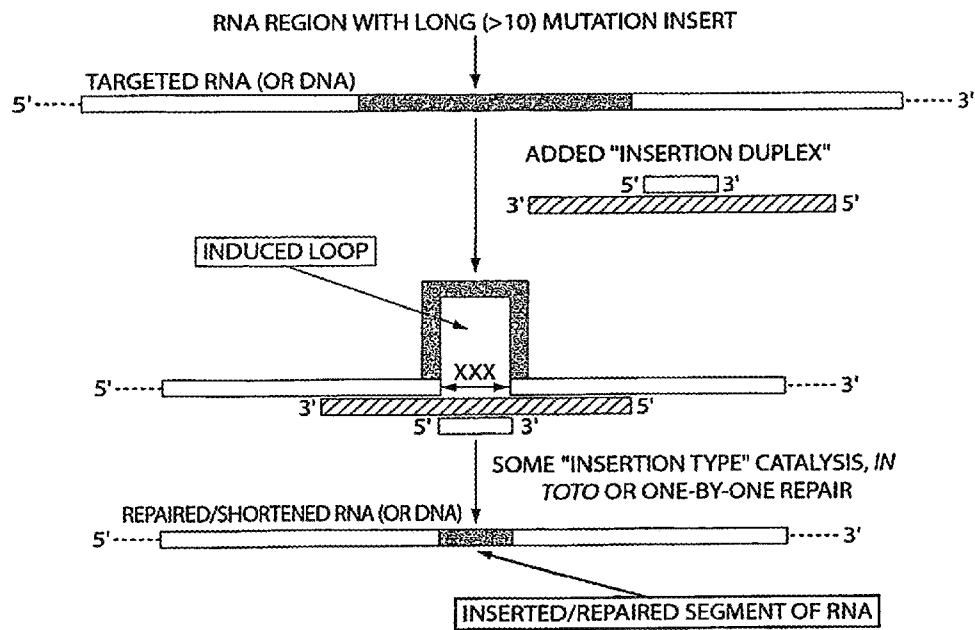 RNA REGION WITH LONG (>10) MUTATION INSERT
TARGETED RNA (OR DNA)
5' 3'
ADDED "INSERTION DUPLEX"
5' 3'
3' 5'
INDUCED LOOP
XXX
5' 3'
3' 5'
5' 3'
SOME "INSERTION TYPE" CATALYSIS, IN
TOTO OR ONE-BY-ONE REPAIR
REPAIRED/SHORTENED RNA (OR DNA)
5' 3'
INSERTED/REPAIRED SEGMENT OF RNA